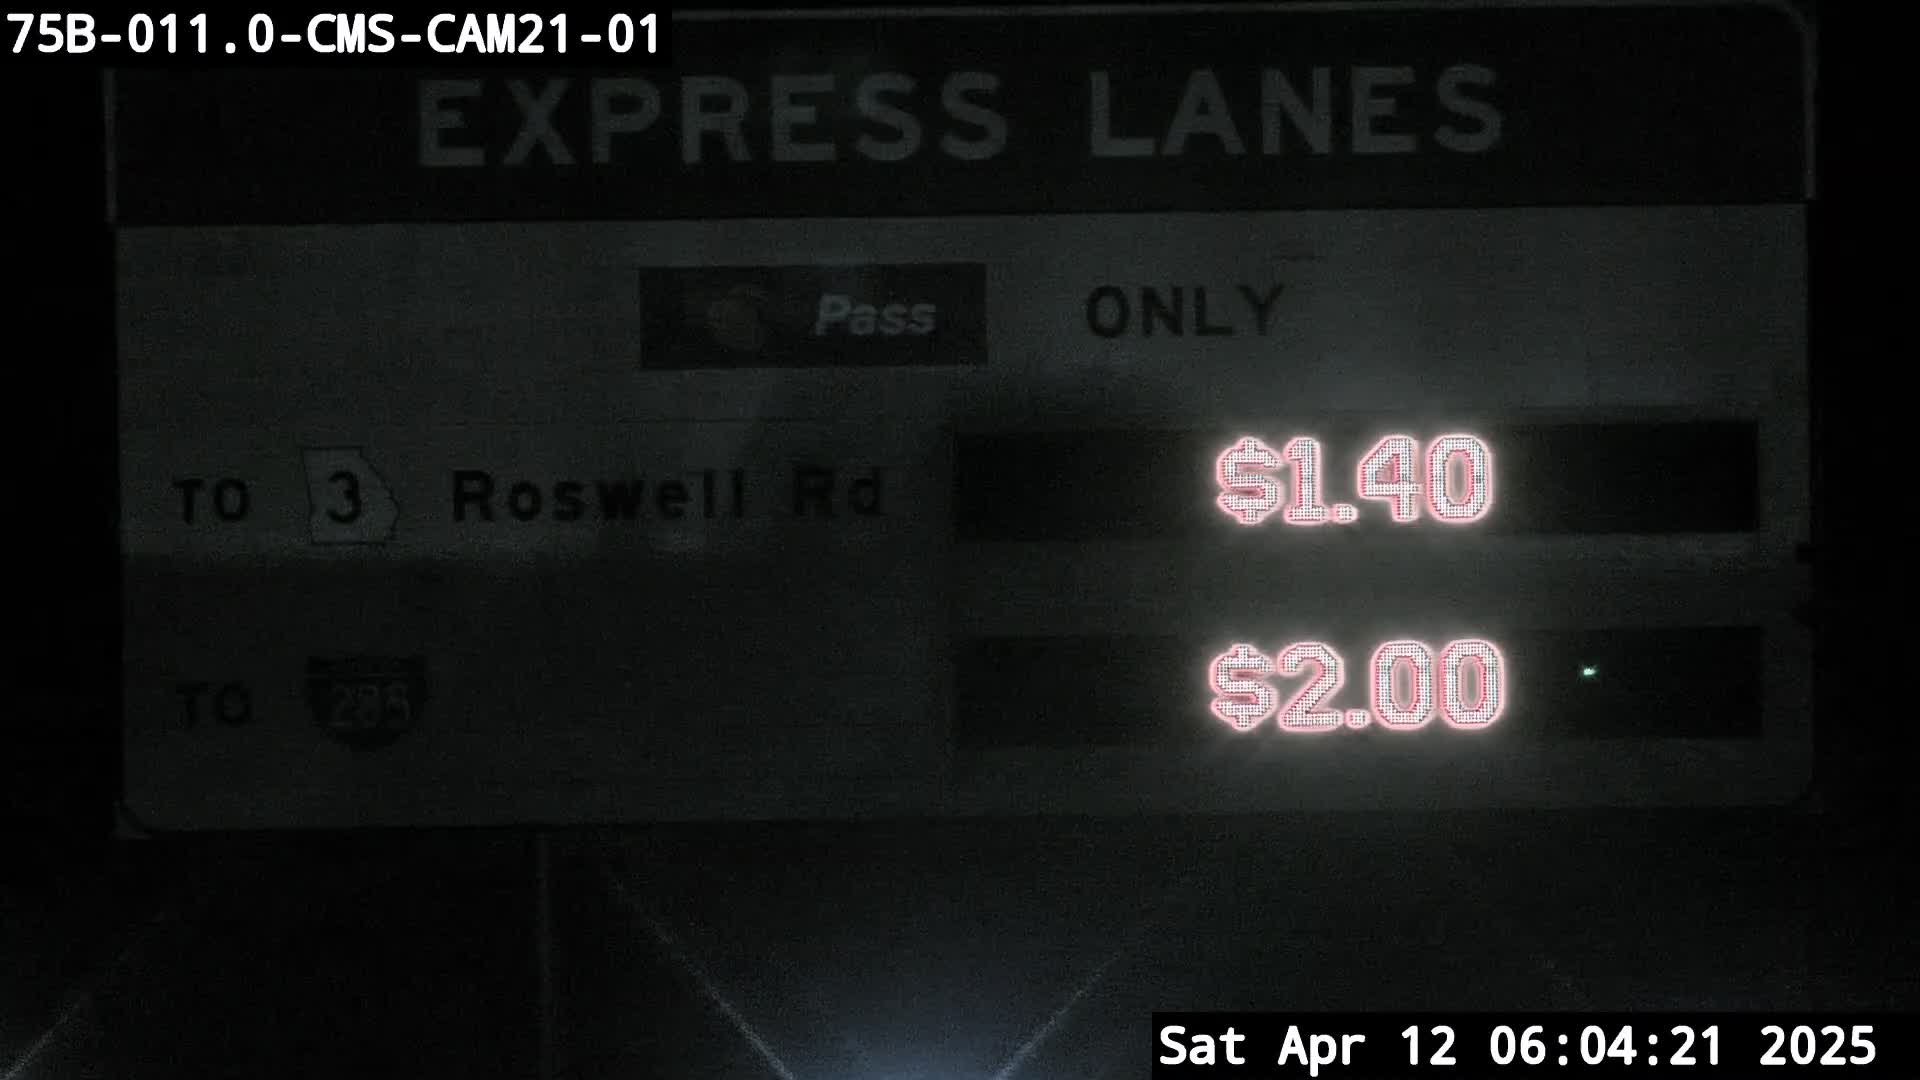 75B-011.0-CMS-CAM21-01
EXPRESS LANES
Pass ONLY
TO 3 Roswell Rd $1.40
TO 285 $2.00
Sat Apr 12 06:04:21 2025